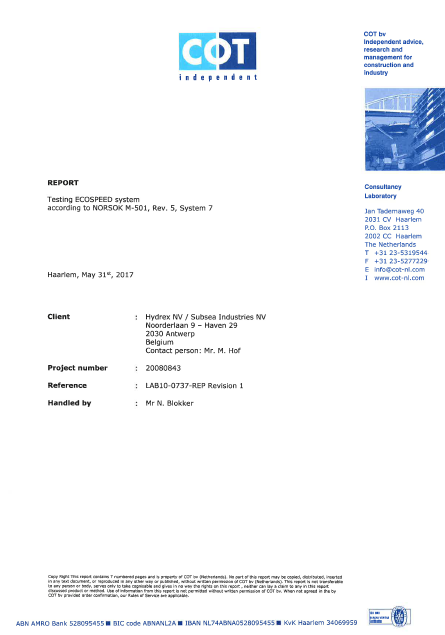 COT
independent
COT bv
Independent advice,
research and
management for
construction and
industry
REPORT
Testing ECOSPEED system
according to NORSOK M-501, Rev. 5, System 7
Consultancy
Laboratory
Jan Tademaweg 40
2031 CV Haarlem
P.O. Box 2113
2002 CC Haarlem
The Netherlands
T +31 23-5319544
F +31 23-5277229
E info@cot-nl.com
I www.cot-nl.com
Haarlem, May 31st, 2017
Client : Hydrex NV / Subsea Industries NV
Noorderlaan 9 – Haven 29
2030 Antwerp
Belgium
Contact person: Mr. M. Hof
Project number : 20080843
Reference : LAB10-0737-REP Revision 1
Handled by : Mr N. Blokker
Copy Right This report contains 7 numbered pages and is property of COT bv (Netherlands). No part of this report may be copied, distributed, inserted
in any text document, or reproduced in any other way or published, without written permission of COT bv (Netherlands). This report is not transferable
to any person or body, serves only to take cognisable and gives in no way the rights on this report , neither can lay a claim to any in this report
discussed product or method. Use of information from this report is not permitted without written permission of COT bv. When not agreed in the by
COT bv provided order confirmation, our Rules of Service are applicable.
ABN AMRO Bank 528095455 ■ BIC code ABNANL2A ■ IBAN NL74ABNA0528095455 ■ KvK Haarlem 34069959